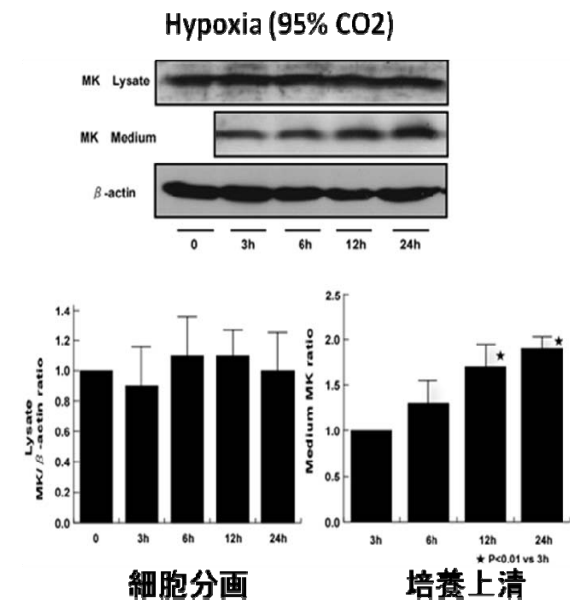 Hypoxia (95% CO2)
MK Lysate
MK Medium
β-actin
0 3h 6h 12h 24h
Lysate
MK/β-actin ratio
1.4
1.2
1.0
0.8
0.6
0.4
0.2
0.0
0 3h 6h 12h 24h
細胞分画
Medium MK ratio
2.5
2.0
1.5
1.0
0.5
0.0
★
★
3h 6h 12h 24h
★ P<0.01 vs 3h
培養上清